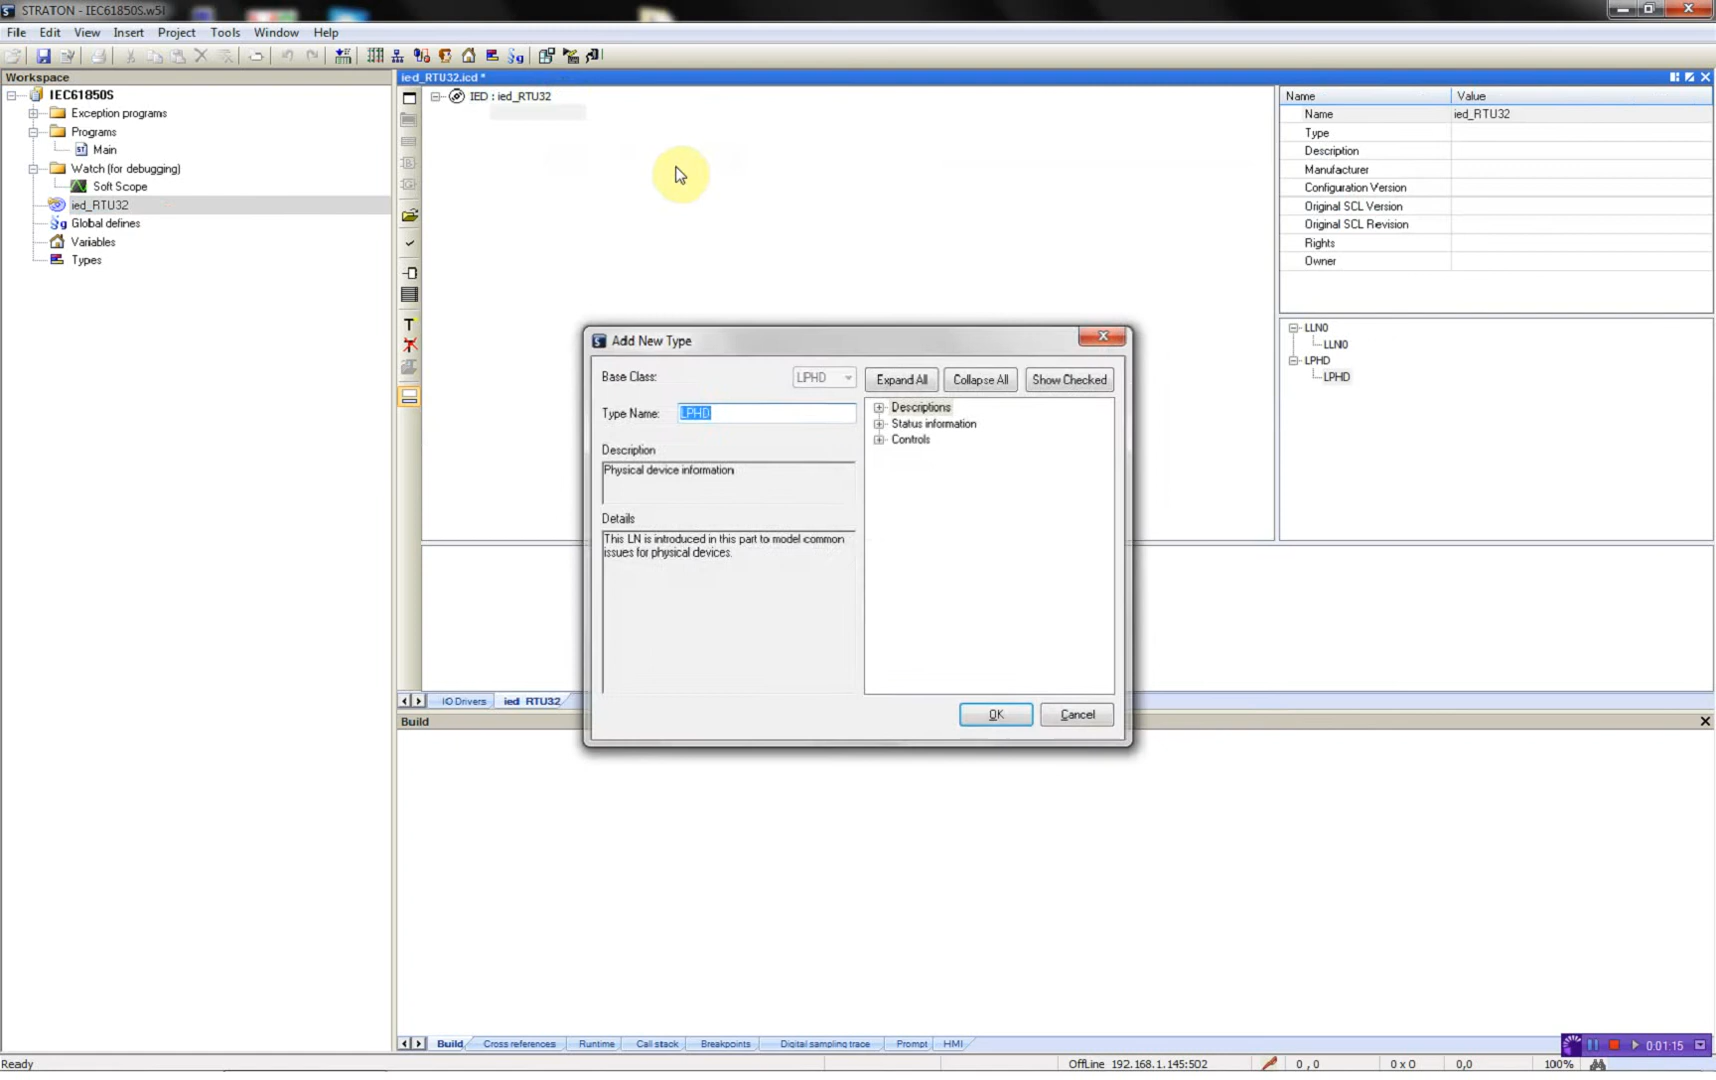 STRATON - IEC61850S.w5l
File Edit View Insert Project Tools Window Help
Workspace
IEC61850S
Exception programs
Programs
Main
Watch (for debugging)
Soft Scope
ied_RTU32
Global defines
Variables
Types
ied_RTU32.icd *
IED : ied_RTU32
Name Value
Name ied_RTU32
Type
Description
Manufacturer
Configuration Version
Original SCL Version
Original SCL Revision
Rights
Owner
LLN0
LLN0
LPHD
LPHD
Add New Type
Base Class: LPHD
Expand All Collapse All Show Checked
Type Name: LPHD
Descriptions
Status information
Controls
Description
Physical device information
Details
This LN is introduced in this part to model common
issues for physical devices.
OK Cancel
IO Drivers ied_RTU32
Build
Build Cross references Runtime Call stack Breakpoints Digital sampling trace Prompt HMI
Ready
OffLine 192.168.1.145:502 0 , 0 0 x 0 0,0 100%
0:01:15